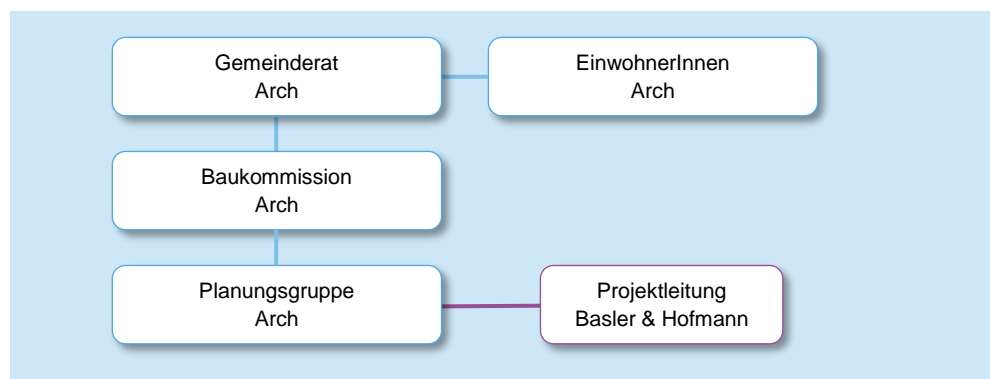 Gemeinderat
Arch
EinwohnerInnen
Arch
Baukommission
Arch
Planungsgruppe
Arch
Projektleitung
Basler & Hofmann